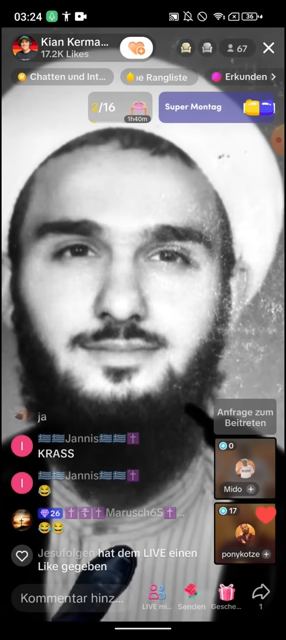 03:24
36
Kian Kerma...
17.2K Likes
67
Chatten und Int...
ne Rangliste
Erkunden
2/16
1h40m
Super Montag
ja
Jannis
KRASS
Jannis
26 Marusch65
Jesufolgen hat dem LIVE einen
Like gegeben
Anfrage zum
Beitreten
0
Mido +
17
ponykotze +
Kommentar hinz...
LIVE mi...
Senden
Gesche...
1